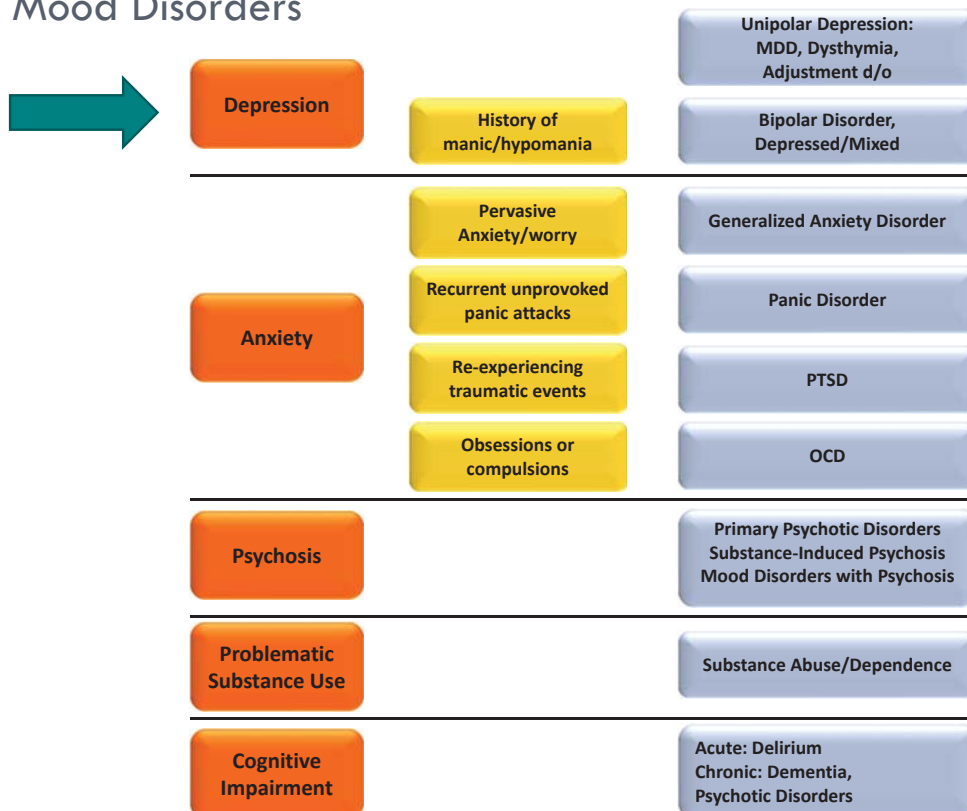 Mood Disorders
Depression
History of
manic/hypomania
Unipolar Depression:
MDD, Dysthymia,
Adjustment d/o
Bipolar Disorder,
Depressed/Mixed
Anxiety
Pervasive
Anxiety/worry
Generalized Anxiety Disorder
Recurrent unprovoked
panic attacks
Panic Disorder
Re-experiencing
traumatic events
PTSD
Obsessions or
compulsions
OCD
Psychosis
Primary Psychotic Disorders
Substance-Induced Psychosis
Mood Disorders with Psychosis
Problematic
Substance Use
Substance Abuse/Dependence
Cognitive
Impairment
Acute: Delirium
Chronic: Dementia,
Psychotic Disorders